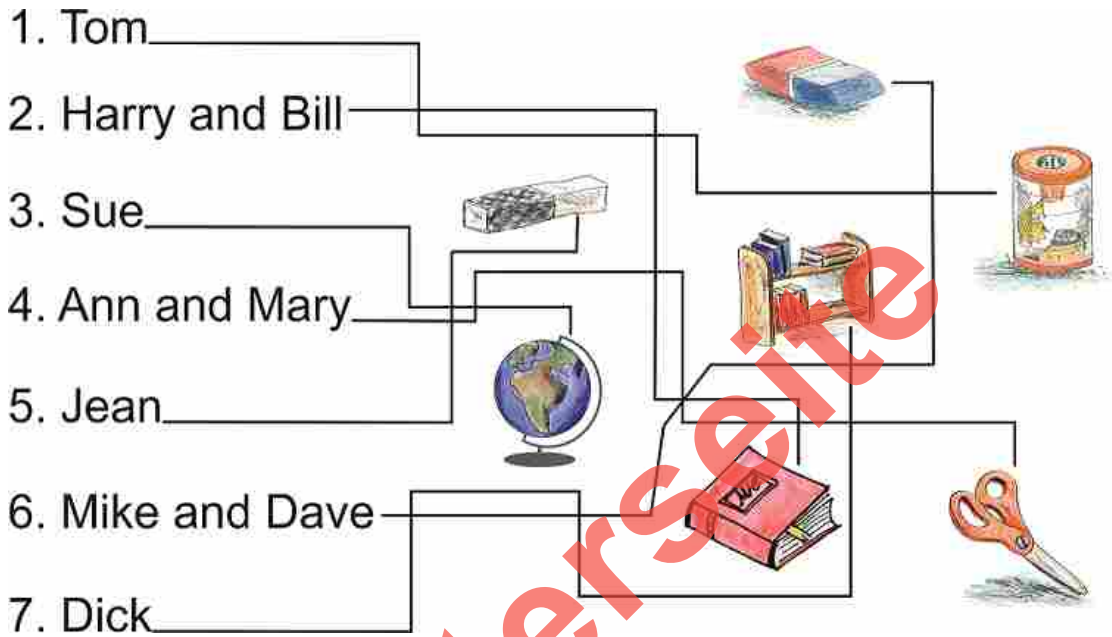 1. Tom
2. Harry and Bill
3. Sue
4. Ann and Mary
5. Jean
6. Mike and Dave
7. Dick
erseite